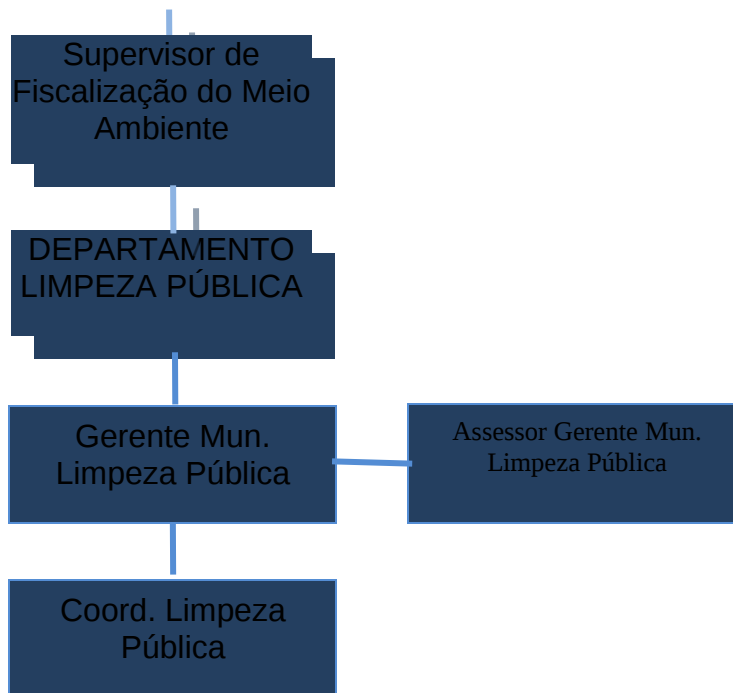 Supervisor de
Fiscalização do Meio
Ambiente
DEPARTAMENTO
LIMPEZA PÚBLICA
Gerente Mun.
Limpeza Pública
Assessor Gerente Mun.
Limpeza Pública
Coord. Limpeza
Pública